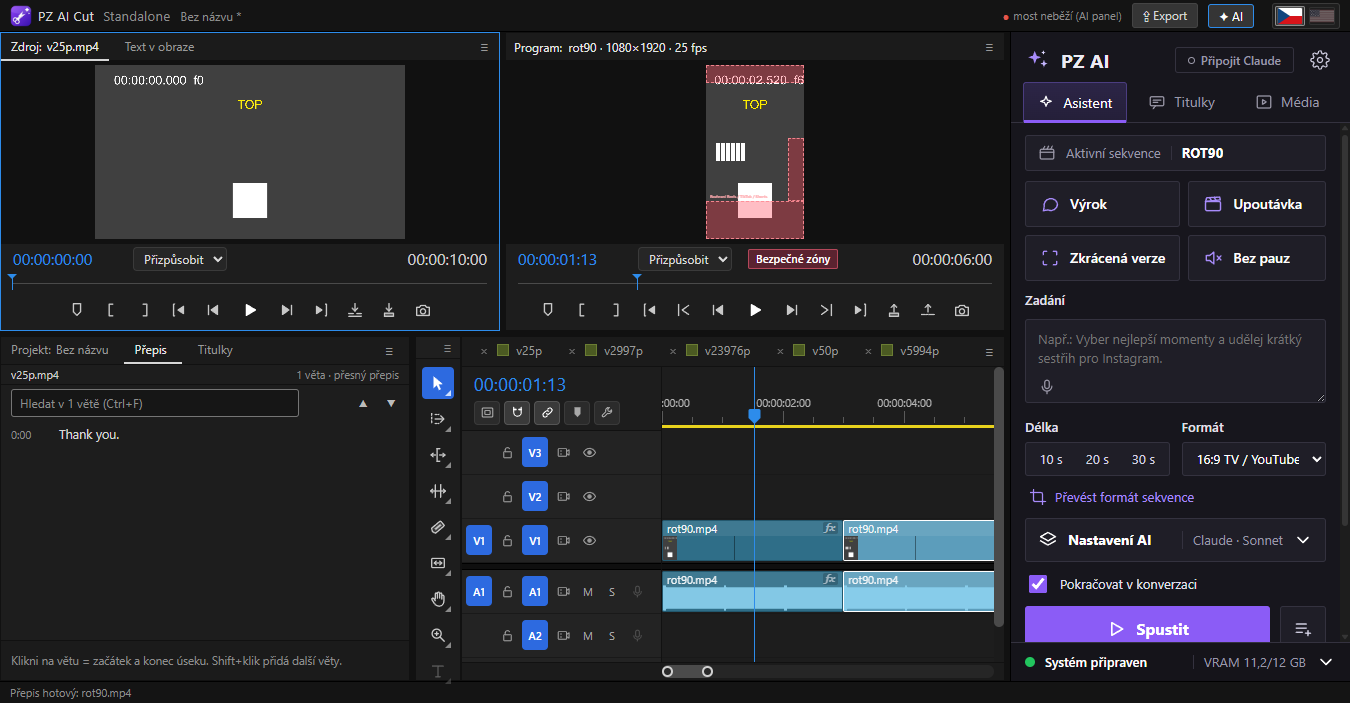 PZ AI Cut Standalone Bez názvu *
most neběží (AI panel) Export AI
Zdroj: v25p.mp4 Text v obraze
00:00:00.000 f0
TOP
00:00:00:00 Přizpůsobit 00:00:10:00
Program: rot90 · 1080×1920 · 25 fps
00:00:02.520 f6
TOP
00:00:01:13 Přizpůsobit Bezpečné zóny 00:00:06:00
Projekt: Bez názvu Přepis Titulky
v25p.mp4 1 věta · přesný přepis
Hledat v 1 větě (Ctrl+F)
0:00 Thank you.
Klikni na větu = začátek a konec úseku. Shift+klik přidá další věty.
× v25p × v2997p × v23976p × v50p × v5994p
00:00:01:13
:00:00 00:00:02:00 00:00:04:00
V3
V2
V1 V1
rot90.mp4 fx rot90.mp4
A1 A1 M S
rot90.mp4 fx rot90.mp4
A2 M S
PZ AI Připojit Claude
Asistent Titulky Média
Aktivní sekvence ROT90
Výrok Upoutávka
Zkrácená verze Bez pauz
Zadání
Např.: Vyber nejlepší momenty a udělej krátký
sestřih pro Instagram.
Délka Formát
10 s 20 s 30 s 16:9 TV / YouTube
Převést formát sekvence
Nastavení AI Claude · Sonnet
Pokračovat v konverzaci
Spustit
Systém připraven VRAM 11,2/12 GB
Přepis hotový: rot90.mp4